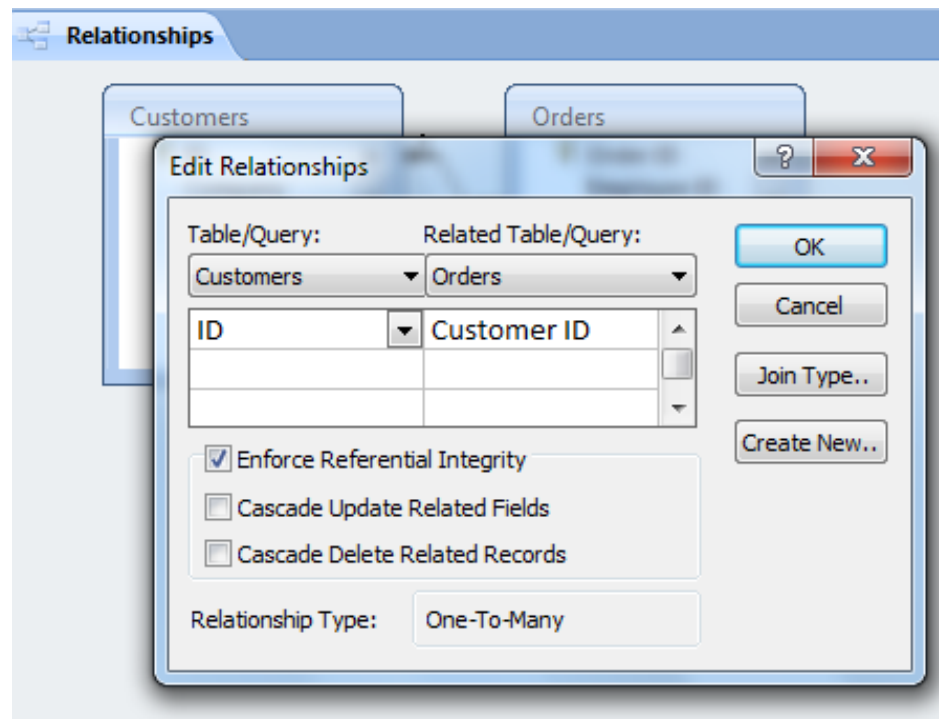 Relationships
Customers Orders
Edit Relationships
Table/Query: Related Table/Query:
Customers Orders
ID Customer ID
Enforce Referential Integrity
Cascade Update Related Fields
Cascade Delete Related Records
Relationship Type: One-To-Many
?
X
OK
Cancel
Join Type..
Create New..